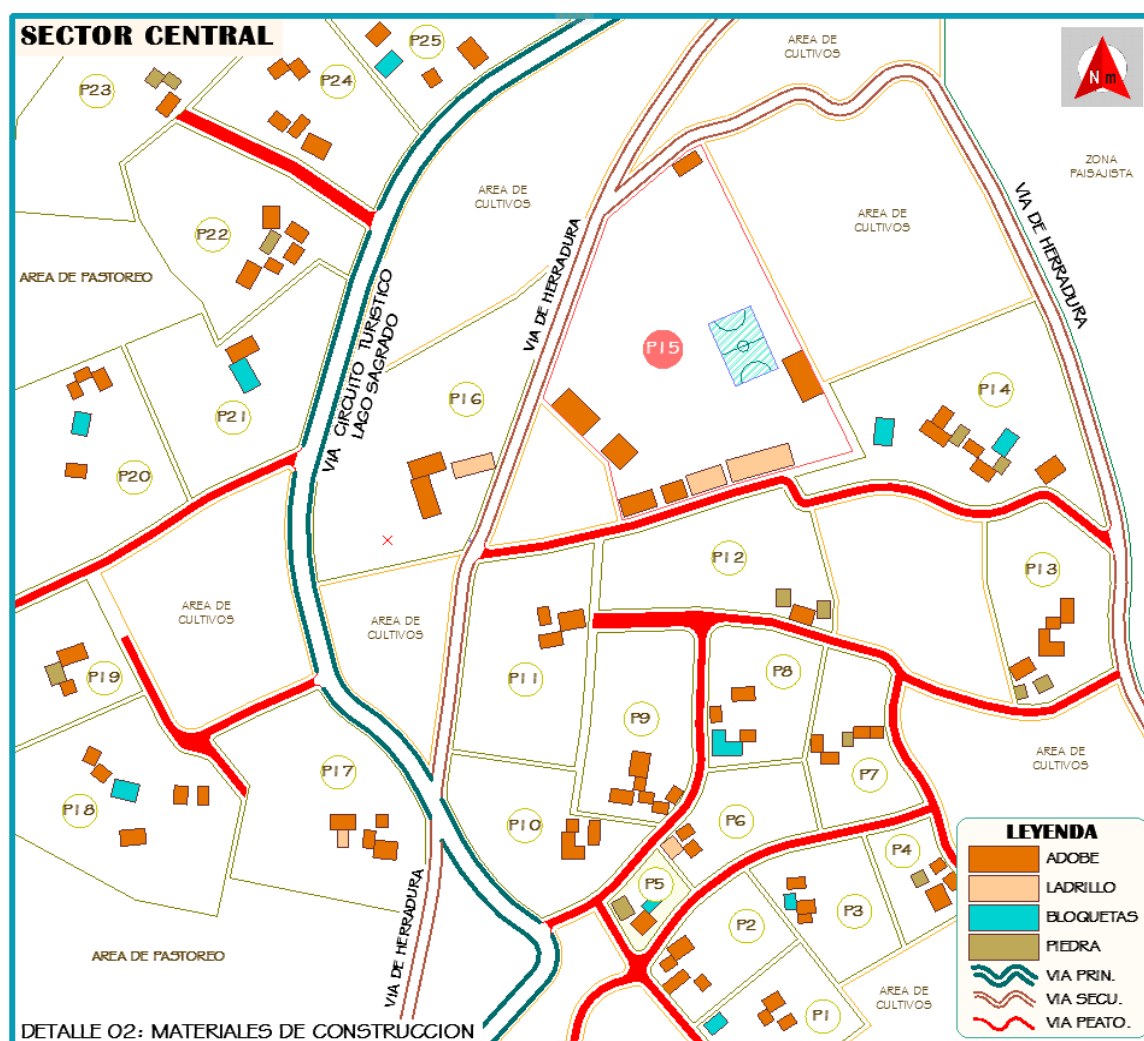 SECTOR CENTRAL
P25
AREA DE
CULTIVOS
N m
P23
P24
ZONA
PAISAJISTA
AREA DE
CULTIVOS
VIA DE HERRADURA
AREA DE
CULTIVOS
VIA DE HERRADURA
P22
AREA DE PASTOREO
VIA CIRCUITO TURISTICO
LAGO SAGRADO
P15
P16
P14
P21
P20
P12
P13
AREA DE
CULTIVOS
AREA DE
CULTIVOS
P19
P11
P8
P9
P17
P7
AREA DE
CULTIVOS
P18
P10
P6
P4
P5
P3
P2
P1
VIA DE HERRADURA
AREA DE PASTOREO
AREA DE
CULTIVOS
LEYENDA
ADOBE
LADRILLO
BLOQUETAS
PIEDRA
VIA PRIN.
VIA SECU.
VIA PEATO.
DETALLE 02: MATERIALES DE CONSTRUCCION